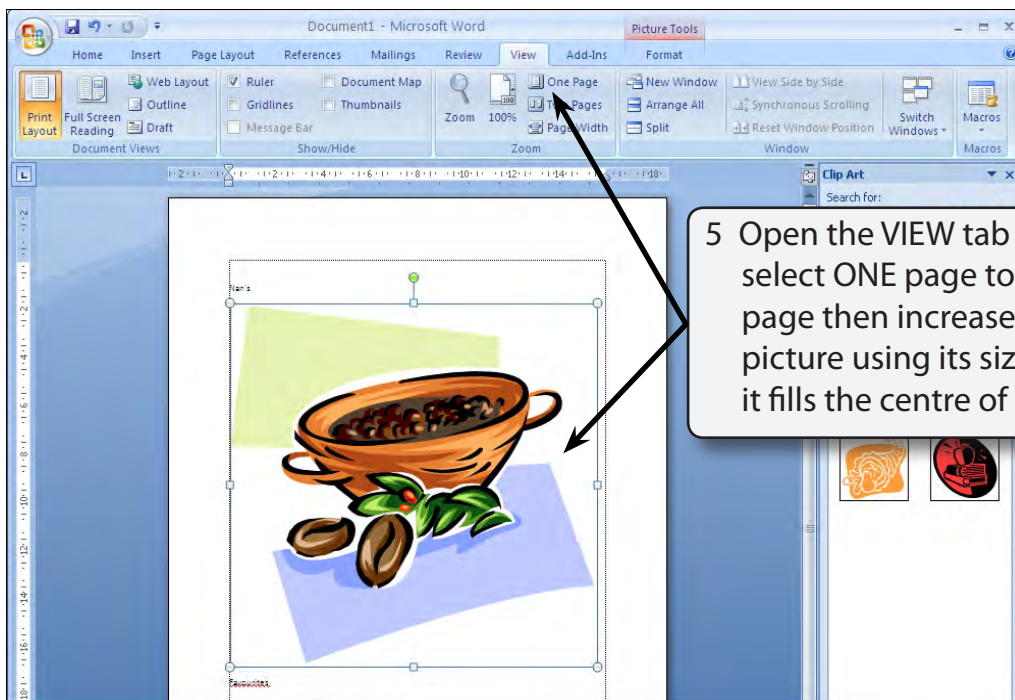 Document1 - Microsoft Word
Picture Tools
Home Insert Page Layout References Mailings Review View Add-Ins Format
Web Layout Ruler Document Map One Page New Window View Side by Side
Outline Gridlines Thumbnails Pages Arrange All Synchronous Scrolling
Print Layout Full Screen Reading Draft Message Bar Zoom 100% Page Width Split Reset Window Position Switch Windows Macros
Document Views Show/Hide Zoom Window Macros
Clip Art
Search for:
5 Open the VIEW tab
select ONE page to
page then increase
picture using its siz
it fills the centre of
Nan's
Favourites